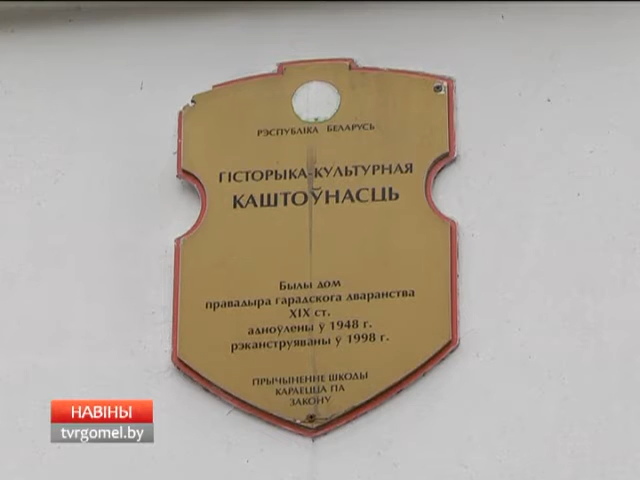 РЭСПУБЛІКА БЕЛАРУСЬ
ГІСТОРЫКА-КУЛЬТУРНАЯ
КАШТОЎНАСЦЬ
Былы дом
правадыра гарадского дваранства
XIX ст.
адноўлены ў 1948 г.
рэканструяваны ў 1998 г.
ПРЫЧЫНЕННЕ ШКОДЫ
КАРАЕЦЦА ПА
ЗАКОНУ
НАВІНЫ
tvrgomel.by